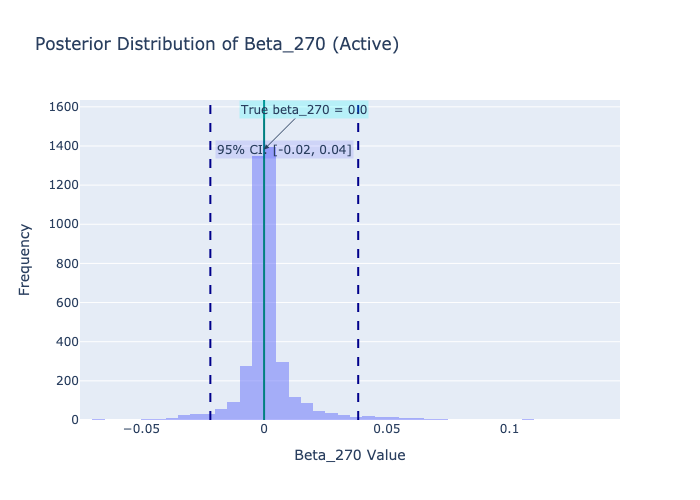 Posterior Distribution of Beta_270 (Active)
True beta_270 = 0.0
95% CI: [-0.02, 0.04]
1600
1400
1200
1000
800
600
400
200
0
Frequency
−0.05
0
0.05
0.1
Beta_270 Value